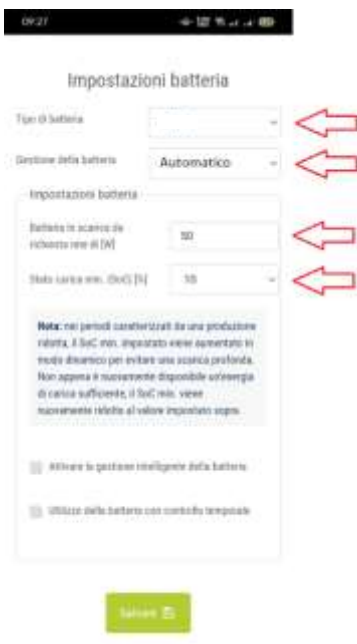 09:27
Impostazioni batteria
Tipo di batteria
Gestione della batteria Automatico
Impostazioni batteria
Batteria in scarica da
richiesta rete di [W] 50
Stato carica min. (SoC) [%] 10
Nota: nei periodi caratterizzati da una produzione
ridotta, il SoC min. impostato viene aumentato in
modo dinamico per evitare una scarica profonda.
Non appena è nuovamente disponibile un'energia
di carica sufficiente, il SoC min. viene
nuovamente ridotto al valore impostato sopra.
Attivare la gestione intelligente della batteria
Utilizzo della batteria con controllo temporale
Salvare